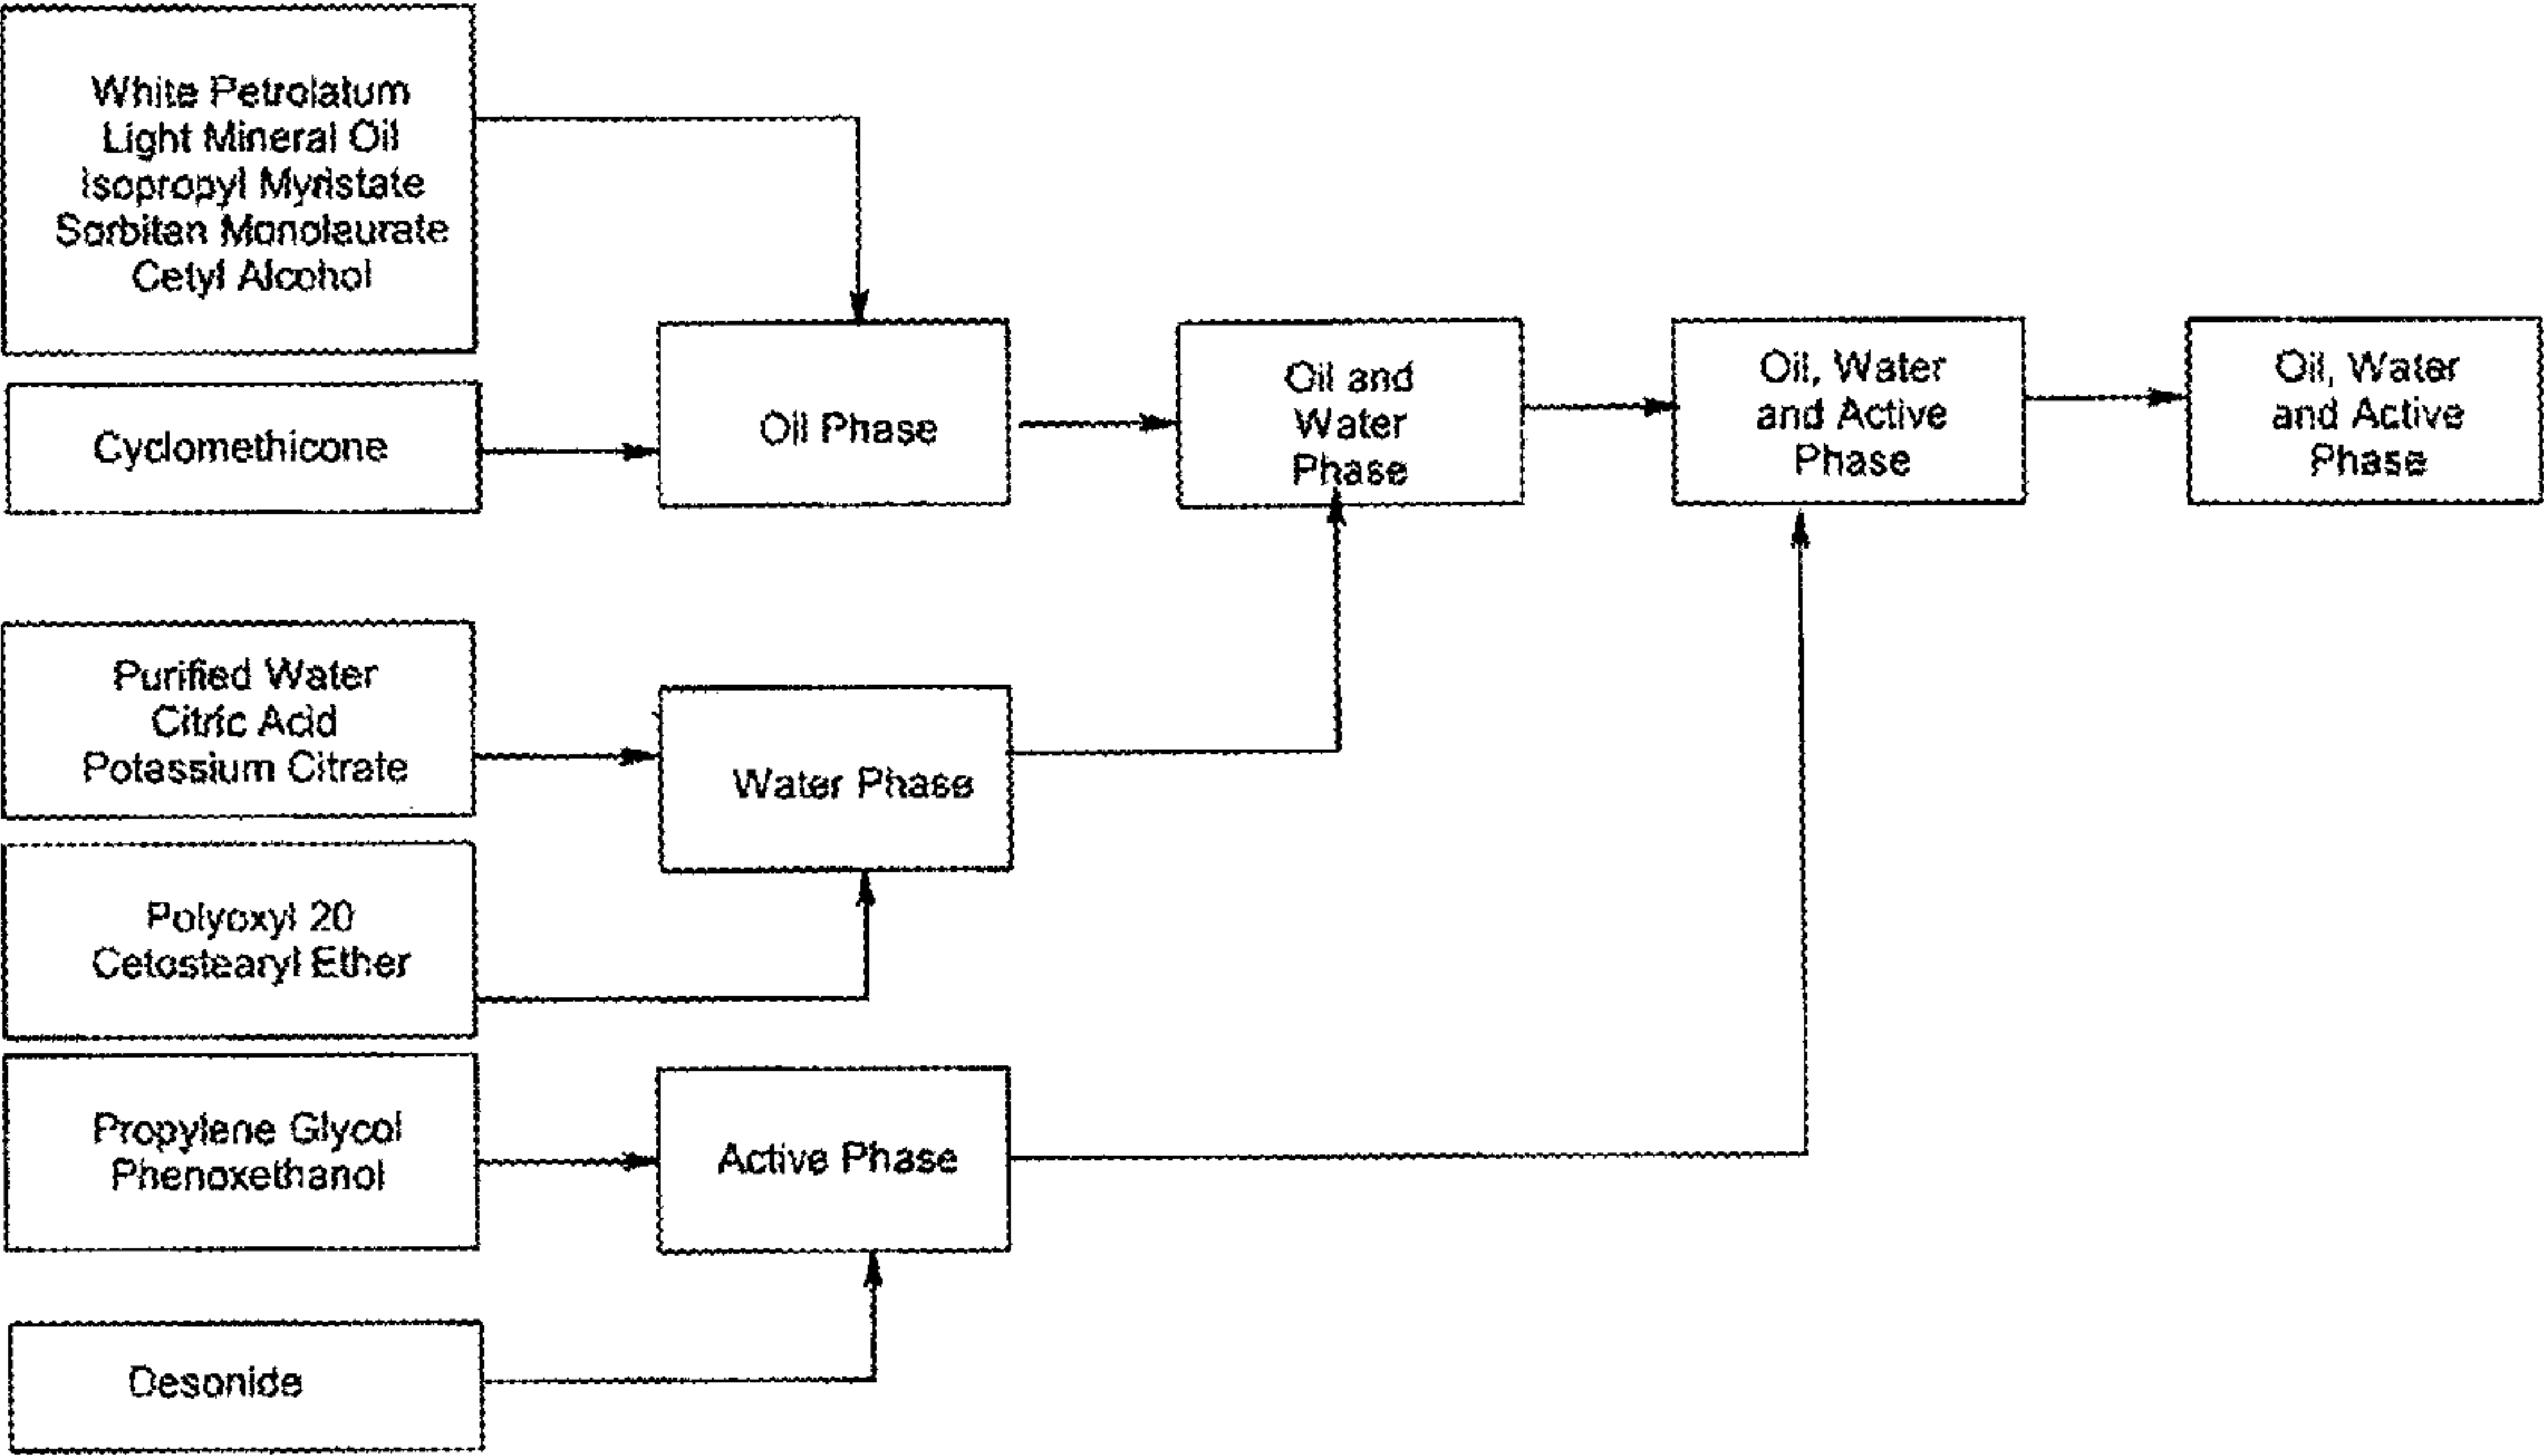 White Petrolatum
Light Mineral Oil
Isopropyl Myristate
Sorbitan Monolaurate
Cetyl Alcohol
Cyclomethicone
Oil Phase
Oil and
Water
Phase
Oil, Water
and Active
Phase
Oil, Water
and Active
Phase
Purified Water
Citric Acid
Potassium Citrate
Water Phase
Polyoxyl 20
Cetostearyl Ether
Propylene Glycol
Phenoxethanol
Active Phase
Desonide